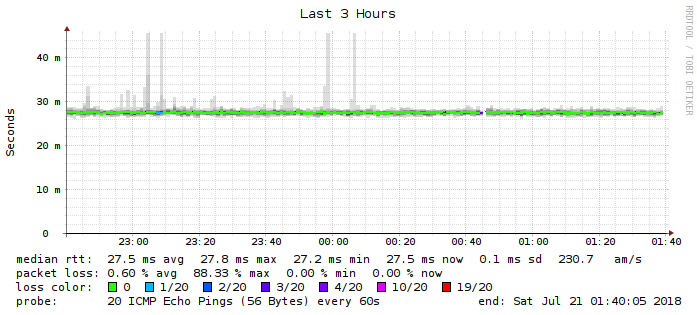 Last 3 Hours
RRDTOOL / TOBI OETIKER
Seconds
40 m
30 m
20 m
10 m
0
23:00 23:20 23:40 00:00 00:20 00:40 01:00 01:20 01:40
median rtt: 27.5 ms avg 27.8 ms max 27.2 ms min 27.5 ms now 0.1 ms sd 230.7 am/s
packet loss: 0.60 % avg 88.33 % max 0.00 % min 0.00 % now
loss color: 0 1/20 2/20 3/20 4/20 10/20 19/20
probe: 20 ICMP Echo Pings (56 Bytes) every 60s end: Sat Jul 21 01:40:05 2018